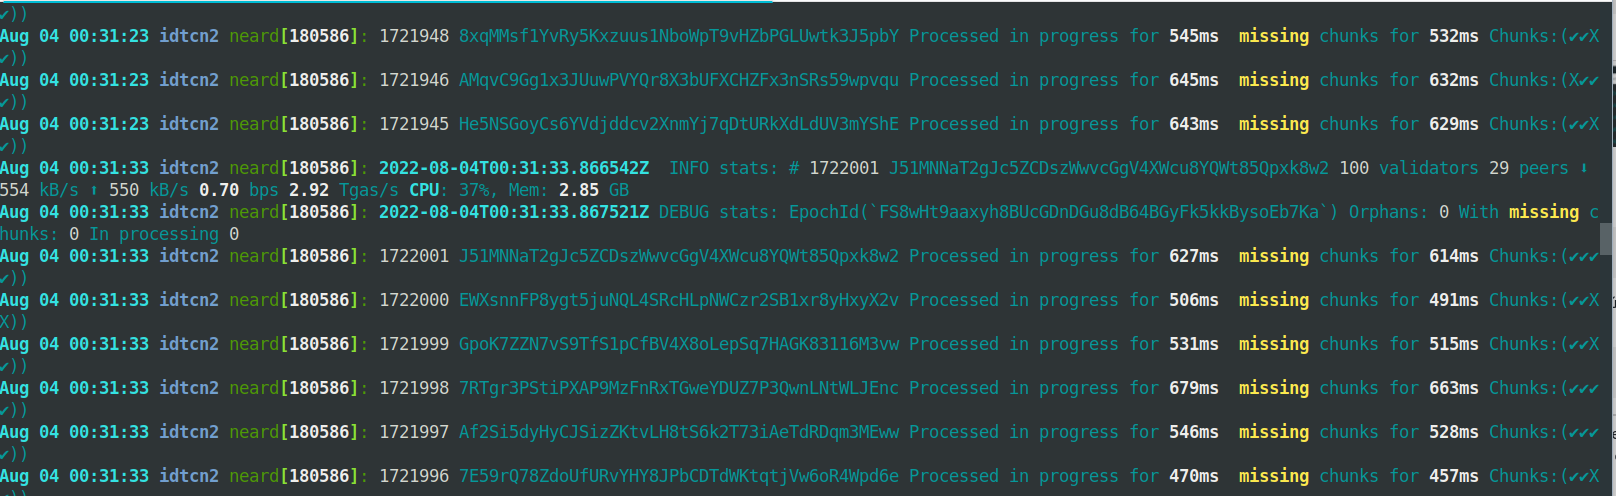 ✔))
Aug 04 00:31:23 idtcn2 neard[180586]: 1721948 8xqMMsf1YvRy5Kxzuus1NboWpT9vHZbPGLUwtk3J5pbY Processed in progress for 545ms  missing chunks for 532ms Chunks:(✔✔X
✔))
Aug 04 00:31:23 idtcn2 neard[180586]: 1721946 AMqvC9Gg1x3JUuwPVYQr8X3bUFXCHZFx3nSRs59wpvqu Processed in progress for 645ms  missing chunks for 632ms Chunks:(X✔✔
✔))
Aug 04 00:31:23 idtcn2 neard[180586]: 1721945 He5NSGoyCs6YVdjddcv2XnmYj7qDtURkXdLdUV3mYShE Processed in progress for 643ms  missing chunks for 629ms Chunks:(✔✔X
✔))
Aug 04 00:31:33 idtcn2 neard[180586]: 2022-08-04T00:31:33.866542Z  INFO stats: # 1722001 J51MNNaT2gJc5ZCDszWwvcGgV4XWcu8YQWt85Qpxk8w2 100 validators 29 peers ⬇
554 kB/s ⬆ 550 kB/s 0.70 bps 2.92 Tgas/s CPU: 37%, Mem: 2.85 GB
Aug 04 00:31:33 idtcn2 neard[180586]: 2022-08-04T00:31:33.867521Z DEBUG stats: EpochId(`FS8wHt9aaxyh8BUcGDnDGu8dB64BGyFk5kkBysoEb7Ka`) Orphans: 0 With missing c
hunks: 0 In processing 0
Aug 04 00:31:33 idtcn2 neard[180586]: 1722001 J51MNNaT2gJc5ZCDszWwvcGgV4XWcu8YQWt85Qpxk8w2 Processed in progress for 627ms  missing chunks for 614ms Chunks:(✔✔✔
✔))
Aug 04 00:31:33 idtcn2 neard[180586]: 1722000 EWXsnnFP8ygt5juNQL4SRcHLpNWCzr2SB1xr8yHxyX2v Processed in progress for 506ms  missing chunks for 491ms Chunks:(✔✔X
X))
Aug 04 00:31:33 idtcn2 neard[180586]: 1721999 GpoK7ZZN7vS9TfS1pCfBV4X8oLepSq7HAGK83116M3vw Processed in progress for 531ms  missing chunks for 515ms Chunks:(✔✔X
✔))
Aug 04 00:31:33 idtcn2 neard[180586]: 1721998 7RTgr3PStiPXAP9MzFnRxTGweYDUZ7P3QwnLNtWLJEnc Processed in progress for 679ms  missing chunks for 663ms Chunks:(✔✔✔
✔))
Aug 04 00:31:33 idtcn2 neard[180586]: 1721997 Af2Si5dyHyCJSizZKtvLH8tS6k2T73iAeTdRDqm3MEww Processed in progress for 546ms  missing chunks for 528ms Chunks:(✔✔✔
✔))
Aug 04 00:31:33 idtcn2 neard[180586]: 1721996 7E59rQ78ZdoUfURvYHY8JPbCDTdWKtqtjVw6oR4Wpd6e Processed in progress for 470ms  missing chunks for 457ms Chunks:(✔✔X
✔))